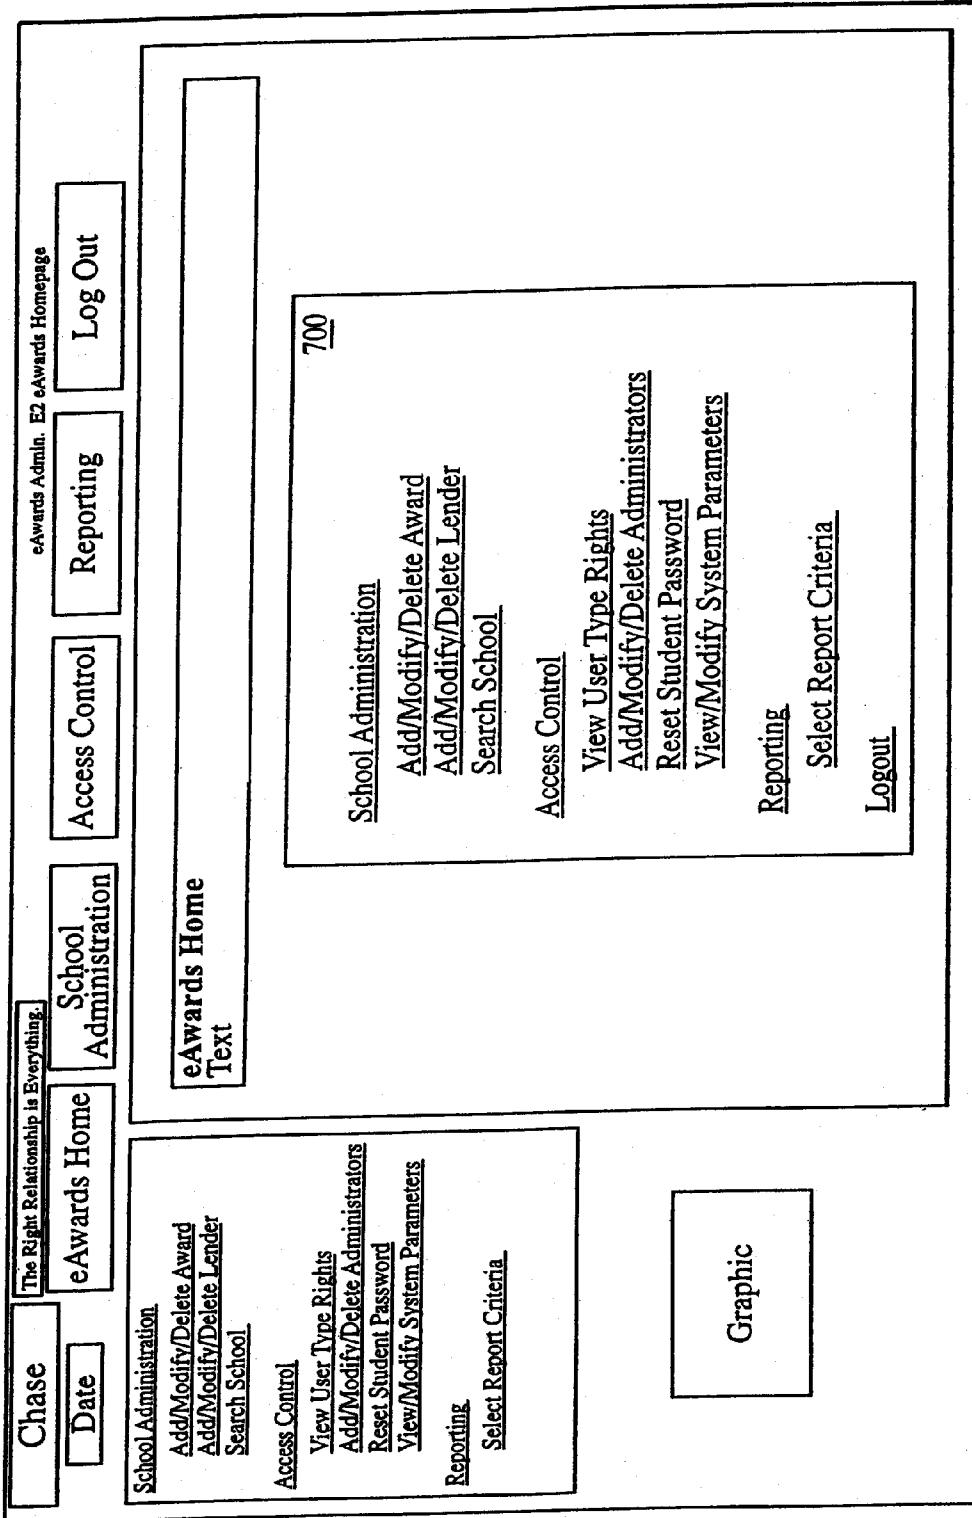 Chase
The Right Relationship is Everything.
eAwards Admin. E2 eAwards Homepage
Date
eAwards Home
School
Administration
Access Control
Reporting
Log Out
School Administration
Add/Modify/Delete Award
Add/Modify/Delete Lender
Search School
Access Control
View User Type Rights
Add/Modify/Delete Administrators
Reset Student Password
View/Modify System Parameters
Reporting
Select Report Criteria
Graphic
eAwards Home
Text
700
School Administration
Add/Modify/Delete Award
Add/Modify/Delete Lender
Search School
Access Control
View User Type Rights
Add/Modify/Delete Administrators
Reset Student Password
View/Modify System Parameters
Reporting
Select Report Criteria
Logout